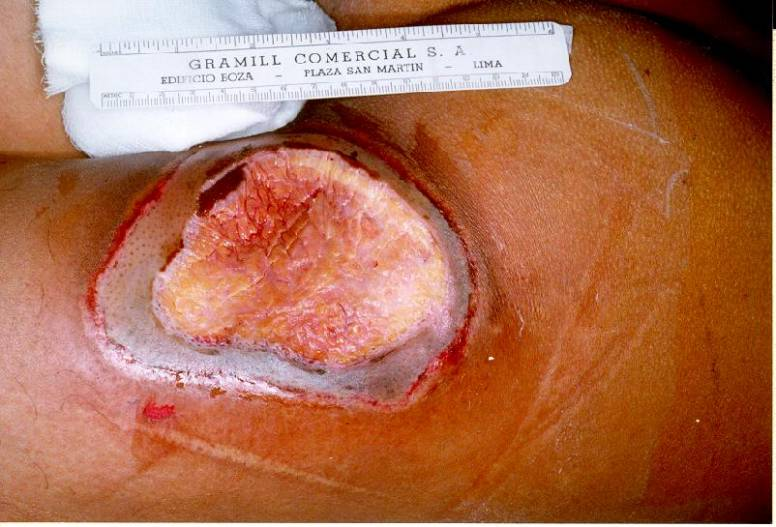 GRAMILL COMERCIAL S. A
EDIFICIO BOZA - PLAZA SAN MARTIN - LIMA